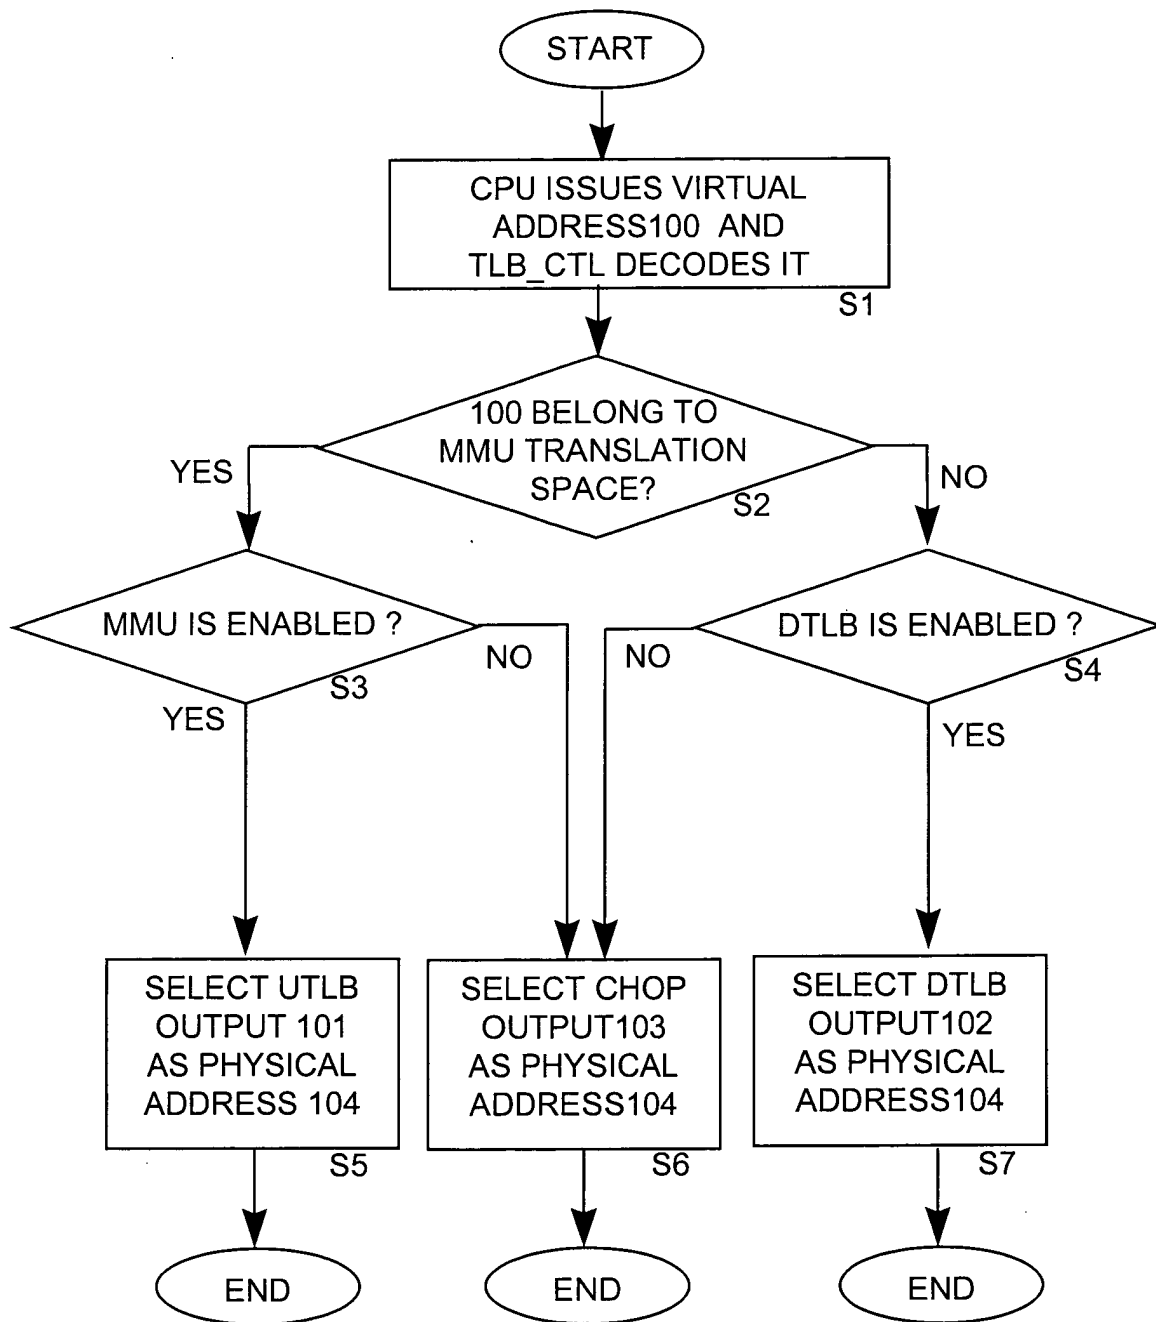 START
CPU ISSUES VIRTUAL
ADDRESS100 AND
TLB_CTL DECODES IT
S1
100 BELONG TO
MMU TRANSLATION
SPACE?
S2
YES
NO
MMU IS ENABLED ?
S3
NO
YES
DTLB IS ENABLED ?
S4
NO
YES
SELECT UTLB
OUTPUT 101
AS PHYSICAL
ADDRESS 104
S5
SELECT CHOP
OUTPUT103
AS PHYSICAL
ADDRESS104
S6
SELECT DTLB
OUTPUT102
AS PHYSICAL
ADDRESS104
S7
END
END
END